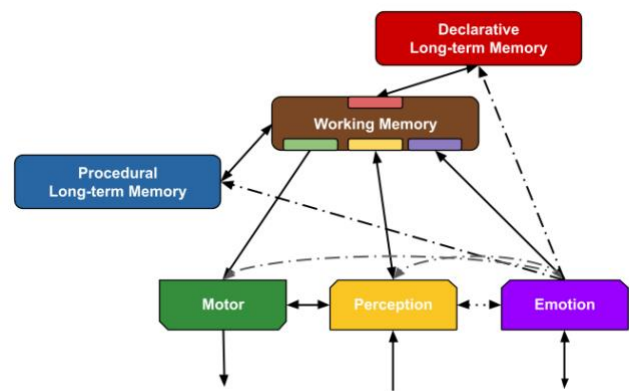 Declarative
Long-term Memory
Working Memory
Procedural
Long-term Memory
Motor
Perception
Emotion